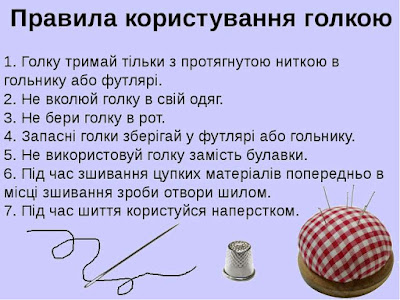 Правила користування голкою
1. Голку тримай тільки з протягнутою ниткою в
гольнику або футлярі.
2. Не вколюй голку в свій одяг.
3. Не бери голку в рот.
4. Запасні голки зберігай у футлярі або гольнику.
5. Не використовуй голку замість булавки.
6. Під час зшивання цупких матеріалів попередньо в
місці зшивання зроби отвори шилом.
7. Під час шиття користуйся наперстком.